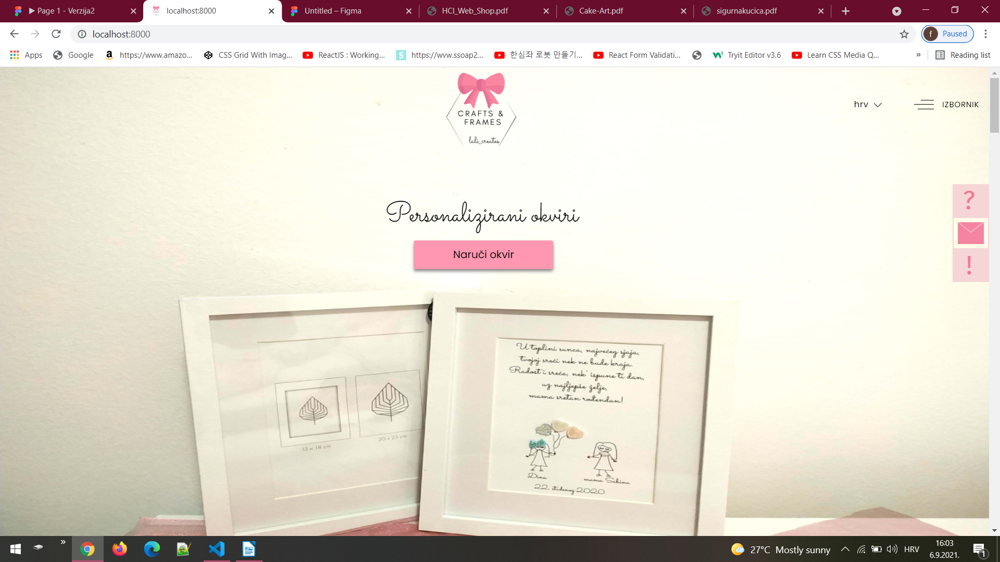 ▶ Page 1 - Verzija2
localhost:8000
Untitled – Figma
HCI_Web_Shop.pdf
Cake-Art.pdf
sigurnakucica.pdf
localhost:8000
f
Paused
Apps
Google
https://www.amazo...
CSS Grid With Imag...
ReactJS : Working...
S
https://www.ssoap2...
한심좌 로봇 만들기...
React Form Validati...
Tryit Editor v3.6
Learn CSS Media Q...
»
Reading list
CRAFTS &
FRAMES
lali_creates
hrv
IZBORNIK
?
Personalizirani okviri
Naruči okvir
!
U toplini sunca, najvećeg sjaja,
tvojoj sreći nek ne bude kraja.
Radost i sreća, nek' ispune ti dan,
uz najljepše želje,
mama sretan rođendan!
13 x 18 cm
20 x 25 cm
Dina
mama Sabina
22. studenog 2020.
»
27°C Mostly sunny
HRV
16:03
6.9.2021.
1